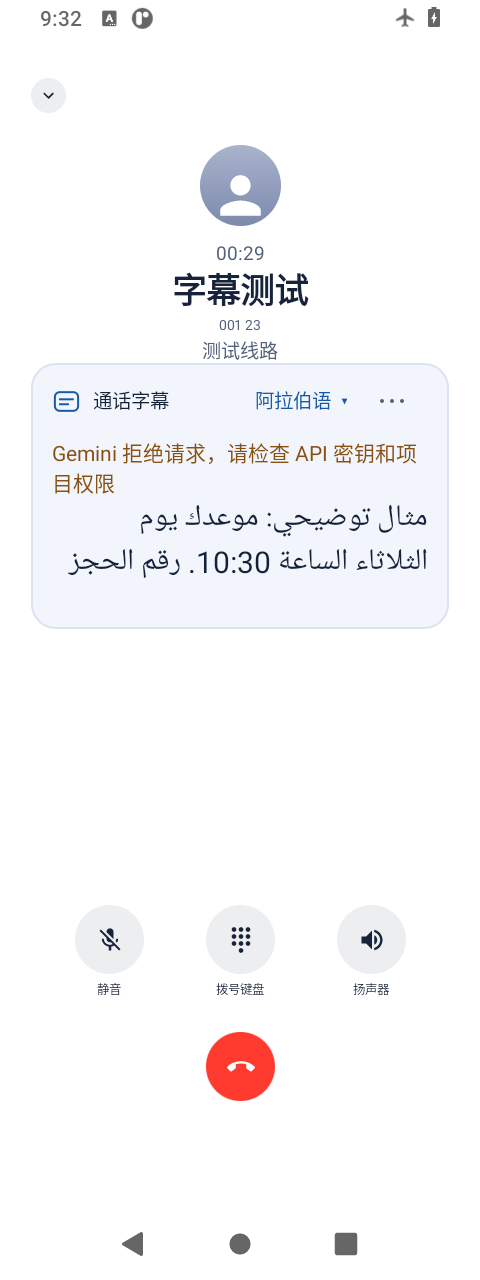 9:32
00:29
字幕测试
001 23
测试线路
通话字幕
阿拉伯语
Gemini 拒绝请求，请检查 API 密钥和项
目权限
مثال توضيحي: موعدك يوم
الثلاثاء الساعة 10:30. رقم الحجز
静音
拨号键盘
扬声器